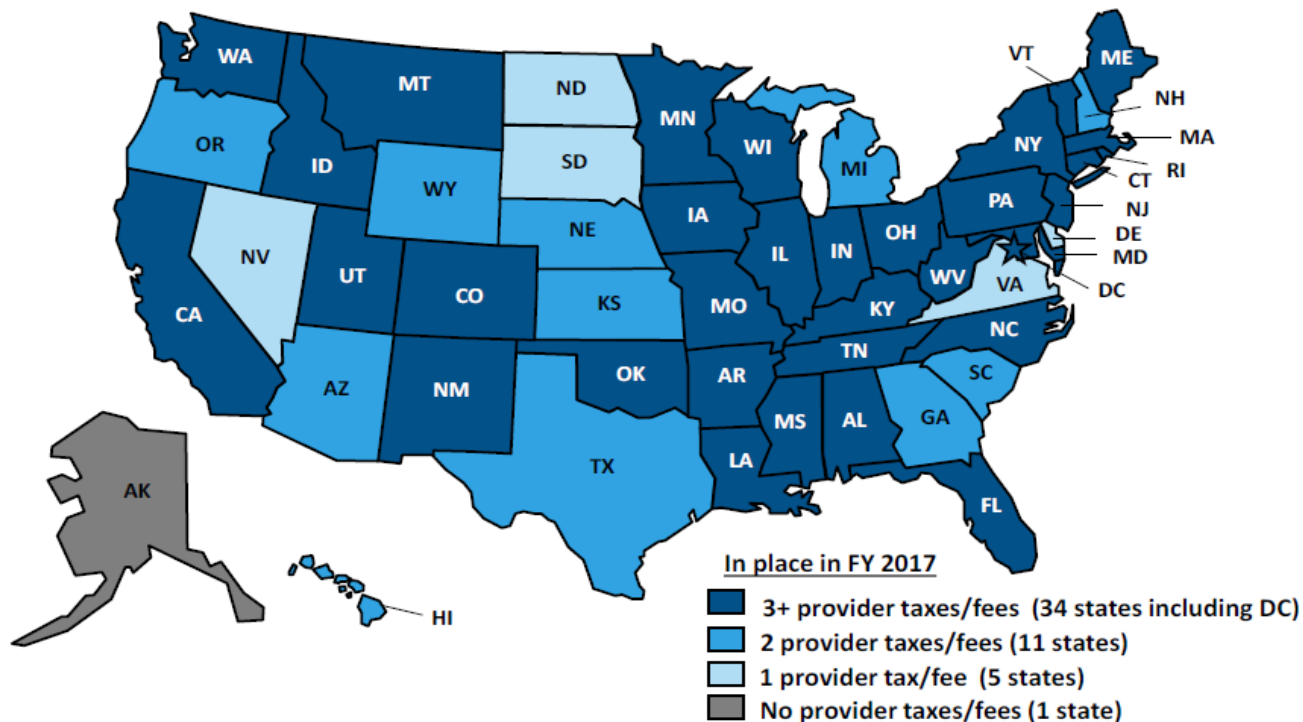 WA
MT
ND
MN
VT
ME
NH
OR
ID
SD
WI
NY
MA
WY
MI
RI
CT
IA
PA
NJ
NE
OH
DE
NV
IL
IN
MD
UT
WV
VA
DC
CO
KS
MO
KY
CA
NC
TN
OK
AR
SC
AZ
NM
MS
AL
GA
TX
LA
AK
FL
HI
In place in FY 2017
3+ provider taxes/fees (34 states including DC)
2 provider taxes/fees (11 states)
1 provider tax/fee (5 states)
No provider taxes/fees (1 state)